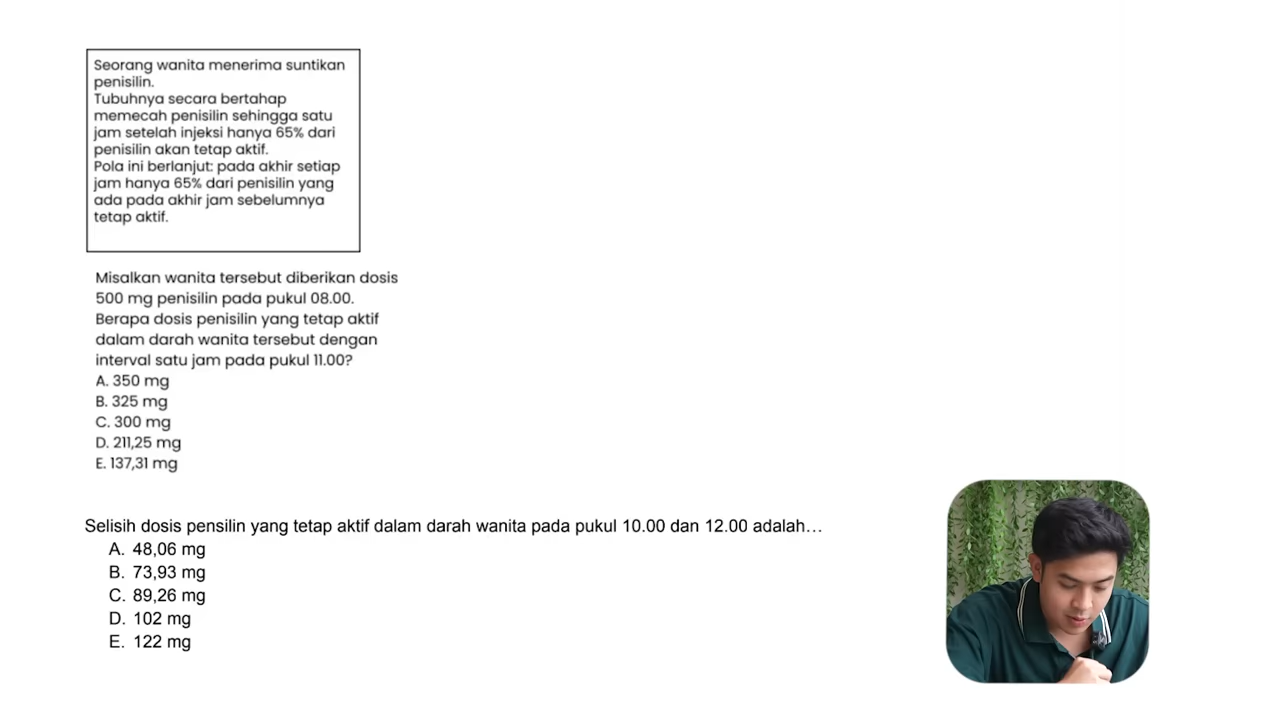 Seorang wanita menerima suntikan
penisilin.
Tubuhnya secara bertahap
memecah penisilin sehingga satu
jam setelah injeksi hanya 65% dari
penisilin akan tetap aktif.
Pola ini berlanjut: pada akhir setiap
jam hanya 65% dari penisilin yang
ada pada akhir jam sebelumnya
tetap aktif.
Misalkan wanita tersebut diberikan dosis
500 mg penisilin pada pukul 08.00.
Berapa dosis penisilin yang tetap aktif
dalam darah wanita tersebut dengan
interval satu jam pada pukul 11.00?
A. 350 mg
B. 325 mg
C. 300 mg
D. 211,25 mg
E. 137,31 mg
Selisih dosis pensilin yang tetap aktif dalam darah wanita pada pukul 10.00 dan 12.00 adalah…
A. 48,06 mg
B. 73,93 mg
C. 89,26 mg
D. 102 mg
E. 122 mg